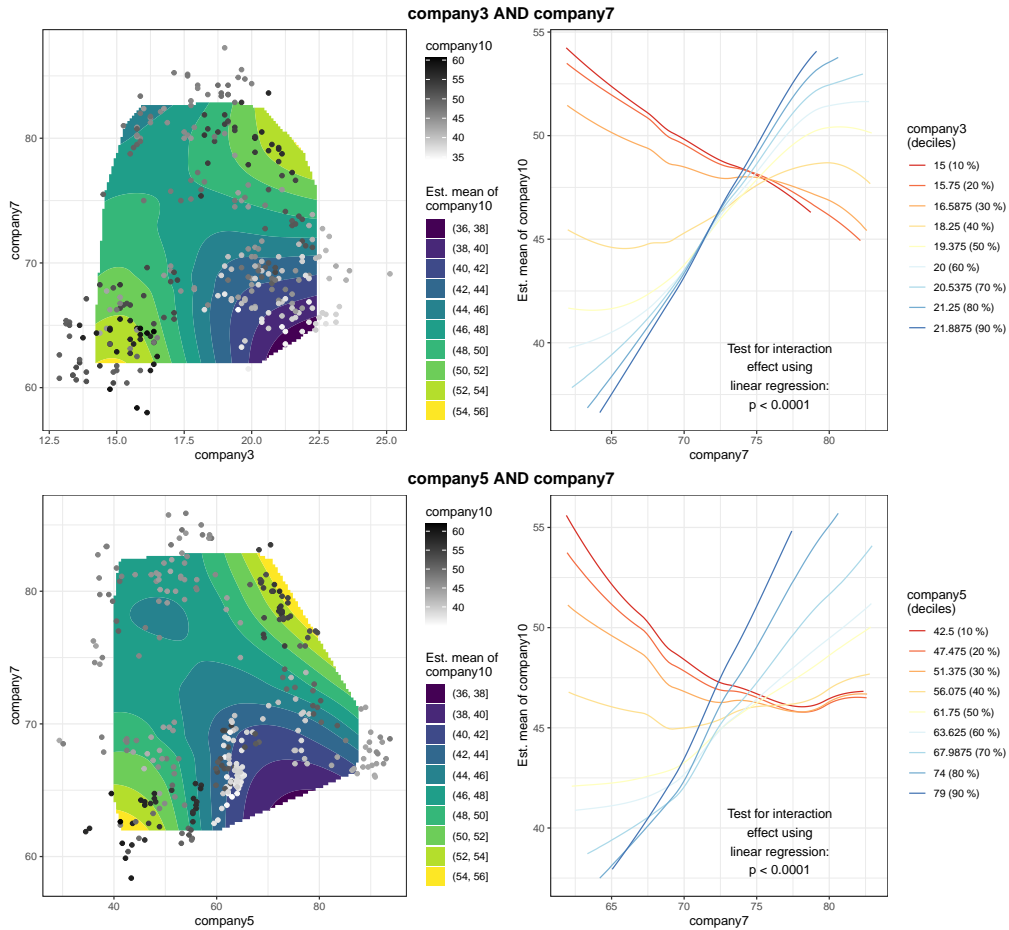 company3 AND company7
company10
60
55
50
45
40
35
Est. mean of
company10
(36, 38]
(38, 40]
(40, 42]
(42, 44]
(44, 46]
(46, 48]
(48, 50]
(50, 52]
(52, 54]
(54, 56]
company7
80
70
60
12.5
15.0
17.5
20.0
22.5
25.0
company3
Est. mean of company10
55
50
45
40
65
70
75
80
company7
Test for interaction
effect using
linear regression:
p < 0.0001
company3
(deciles)
15 (10 %)
15.75 (20 %)
16.5875 (30 %)
18.25 (40 %)
19.375 (50 %)
20 (60 %)
20.5375 (70 %)
21.25 (80 %)
21.8875 (90 %)
company5 AND company7
company10
60
55
50
45
40
Est. mean of
company10
(36, 38]
(38, 40]
(40, 42]
(42, 44]
(44, 46]
(46, 48]
(48, 50]
(50, 52]
(52, 54]
(54, 56]
company7
80
70
60
40
60
80
company5
Est. mean of company10
55
50
45
40
65
70
75
80
company7
Test for interaction
effect using
linear regression:
p < 0.0001
company5
(deciles)
42.5 (10 %)
47.475 (20 %)
51.375 (30 %)
56.075 (40 %)
61.75 (50 %)
63.625 (60 %)
67.9875 (70 %)
74 (80 %)
79 (90 %)